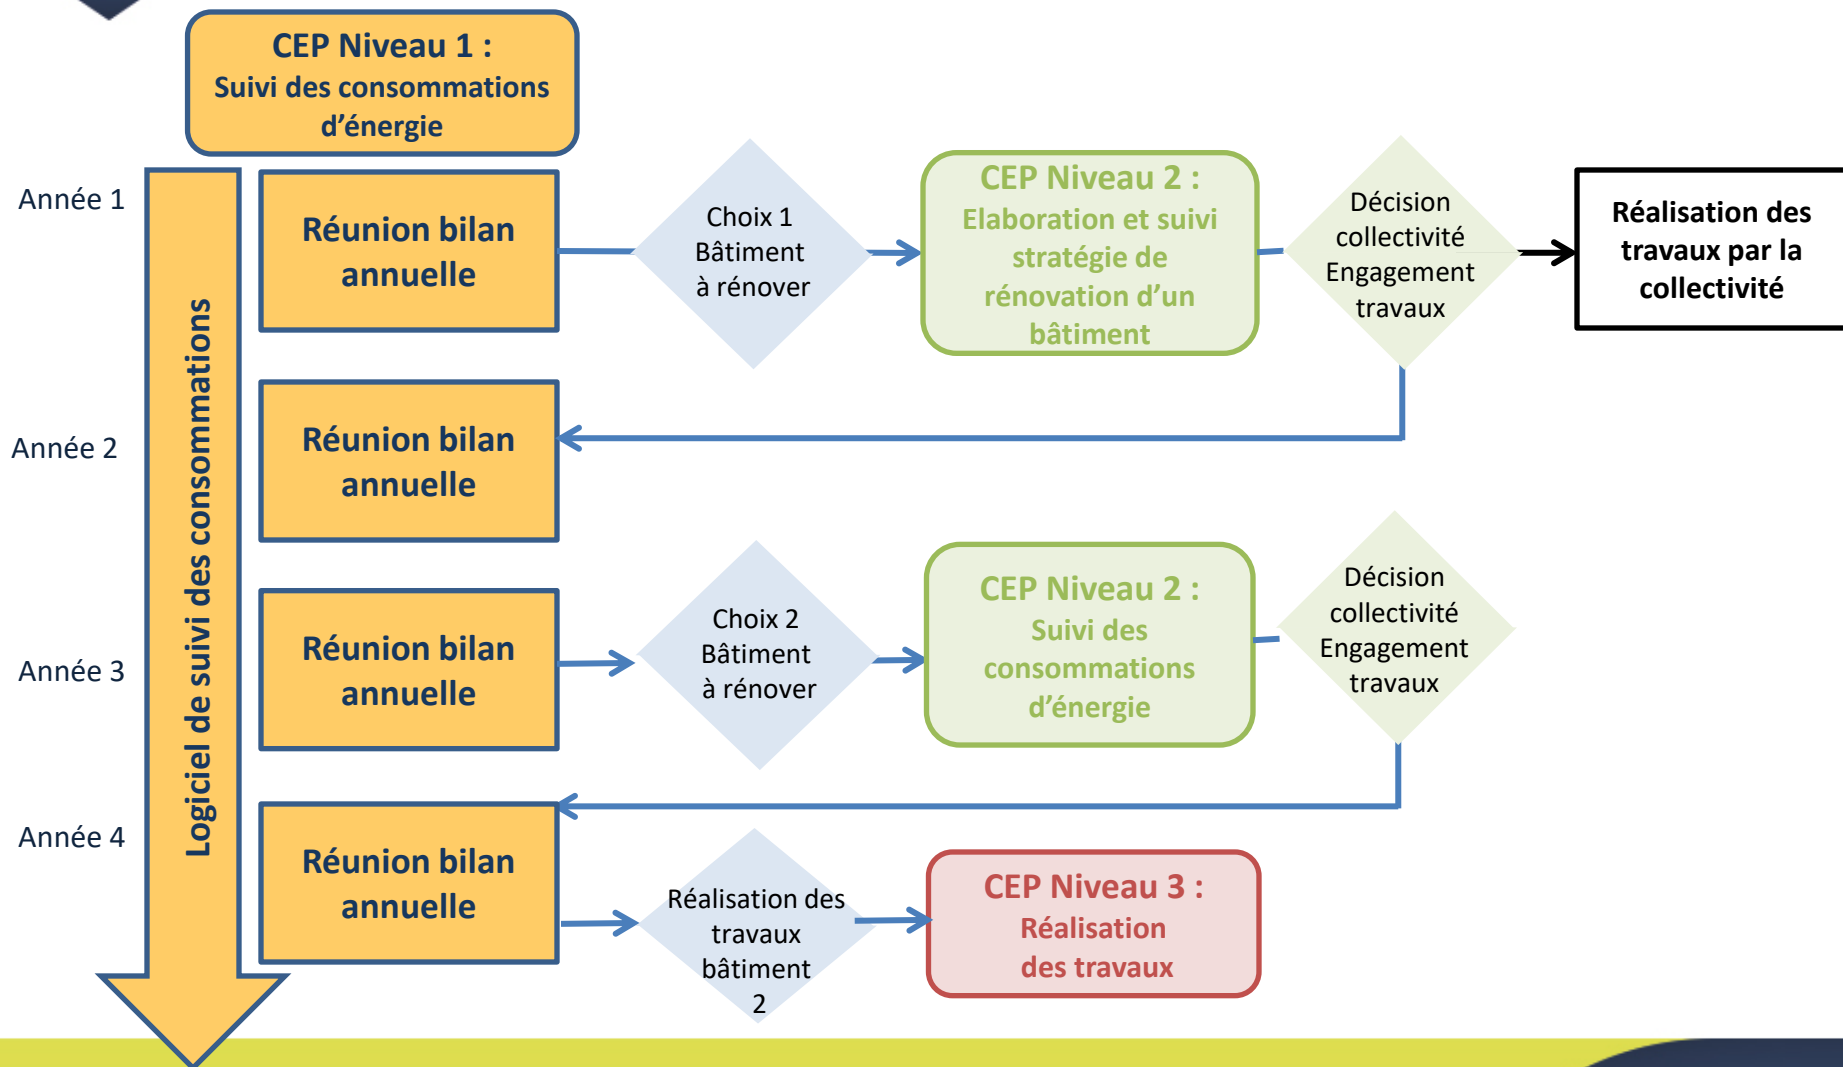 CEP Niveau 1 :
Suivi des consommations
d’énergie
Logiciel de suivi des consommations
Année 1
Réunion bilan
annuelle
Choix 1
Bâtiment
à rénover
CEP Niveau 2 :
Elaboration et suivi
stratégie de
rénovation d’un
bâtiment
Décision
collectivité
Engagement
travaux
Réalisation des
travaux par la
collectivité
Année 2
Réunion bilan
annuelle
Année 3
Réunion bilan
annuelle
Choix 2
Bâtiment
à rénover
CEP Niveau 2 :
Suivi des
consommations
d’énergie
Décision
collectivité
Engagement
travaux
Année 4
Réunion bilan
annuelle
Réalisation des
travaux
bâtiment
2
CEP Niveau 3 :
Réalisation
des travaux